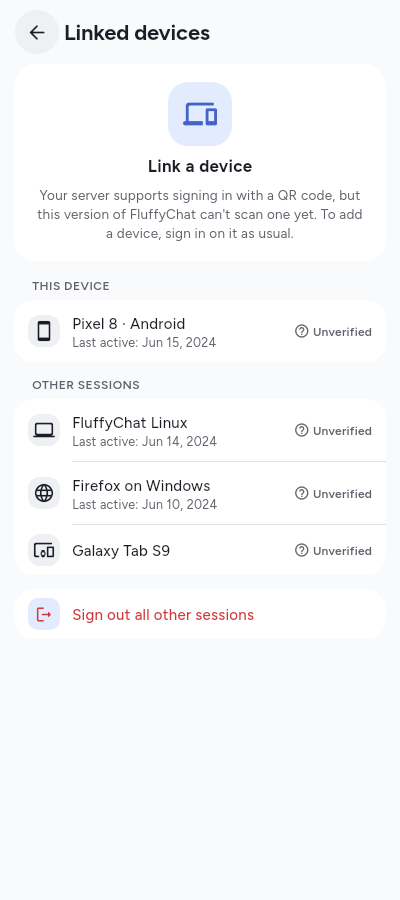 Linked devices
Link a device
Your server supports signing in with a QR code, but
this version of FluffyChat can't scan one yet. To add
a device, sign in on it as usual.
THIS DEVICE
Pixel 8 · Android
Last active: Jun 15, 2024
Unverified
OTHER SESSIONS
FluffyChat Linux
Last active: Jun 14, 2024
Unverified
Firefox on Windows
Last active: Jun 10, 2024
Unverified
Galaxy Tab S9
Unverified
Sign out all other sessions